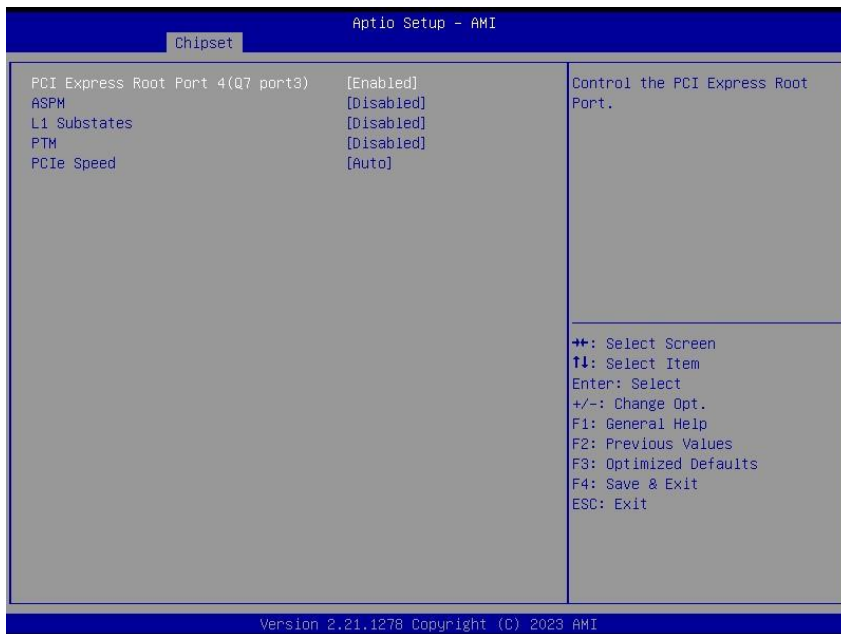 Aptio Setup - AMI
Chipset
PCI Express Root Port 4(Q7 port3) [Enabled]
ASPM [Disabled]
L1 Substates [Disabled]
PTM [Disabled]
PCIe Speed [Auto]
Control the PCI Express Root
Port.
→←: Select Screen
↑↓: Select Item
Enter: Select
+/-: Change Opt.
F1: General Help
F2: Previous Values
F3: Optimized Defaults
F4: Save & Exit
ESC: Exit
Version 2.21.1278 Copyright (C) 2023 AMI